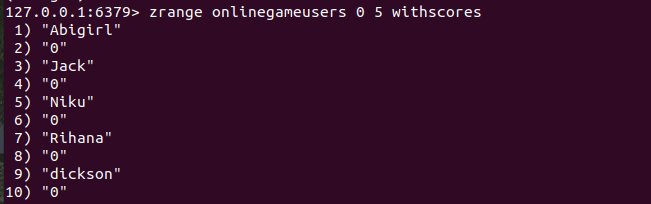 127.0.0.1:6379> zrange onlinegameusers 0 5 withscores
1) "Abigirl"
2) "0"
3) "Jack"
4) "0"
5) "Niku"
6) "0"
7) "Rihana"
8) "0"
9) "dickson"
10) "0"